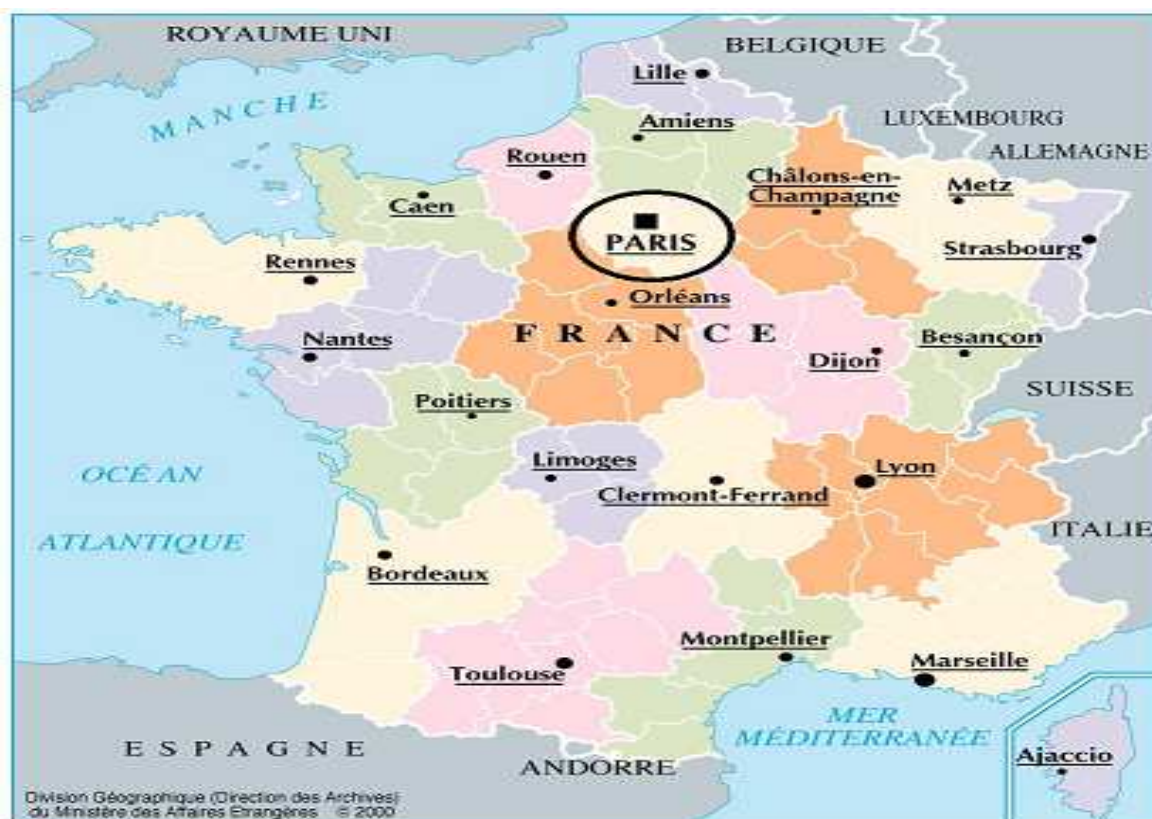 ROYAUME UNI
BELGIQUE
Lille
MANCHE
LUXEMBOURG
Amiens
ALLEMAGNE
Rouen
Châlons-en-
Champagne
Metz
Caen
PARIS
Strasbourg
Rennes
Orléans
FRANCE
Nantes
Besançon
Dijon
SUISSE
Poitiers
Limoges
Lyon
OCÉAN
ATLANTIQUE
Clermont-Ferrand
ITALIE
Bordeaux
Montpellier
Toulouse
Marseille
MER
MÉDITERRANÉE
ESPAGNE
ANDORRE
Ajaccio
Division Géographique (Direction des Archives)
du Ministère des Affaires Etrangères © 2000